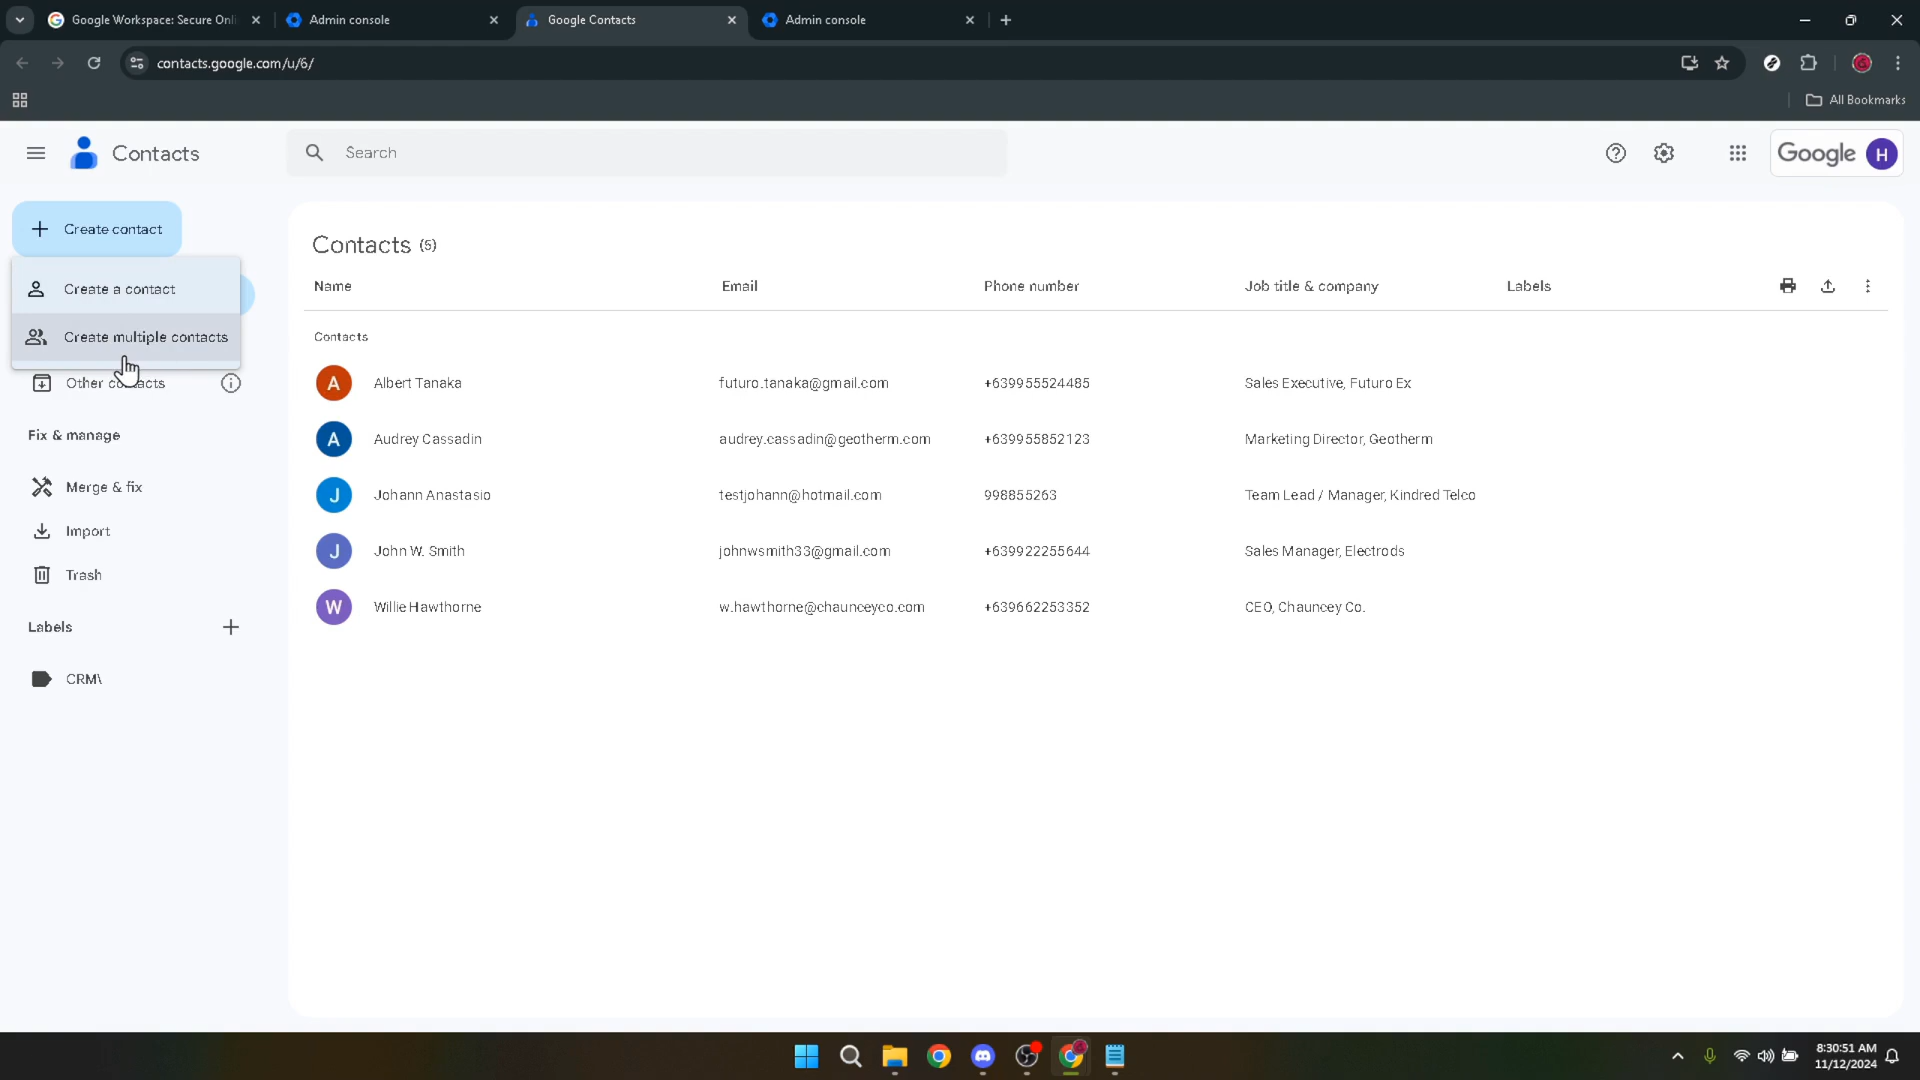 Google Workspace: Secure Onli
Admin console
Google Contacts
Admin console
contacts.google.com/u/6/
All Bookmarks
Contacts
Search
Google
H
Create contact
Create a contact
Create multiple contacts
Other contacts
Fix & manage
Merge & fix
Import
Trash
Labels
CRM\
Contacts (5)
Name Email Phone number Job title & company Labels
Contacts
A Albert Tanaka futuro.tanaka@gmail.com +639955524485 Sales Executive, Futuro Ex
A Audrey Cassadin audrey.cassadin@geotherm.com +639955852123 Marketing Director, Geotherm
J Johann Anastasio testjohann@hotmail.com 998855263 Team Lead / Manager, Kindred Telco
J John W. Smith johnwsmith33@gmail.com +639922255644 Sales Manager, Electrods
W Willie Hawthorne w.hawthorne@chaunceyco.com +639662253352 CEO, Chauncey Co.
8:30:51 AM
11/12/2024